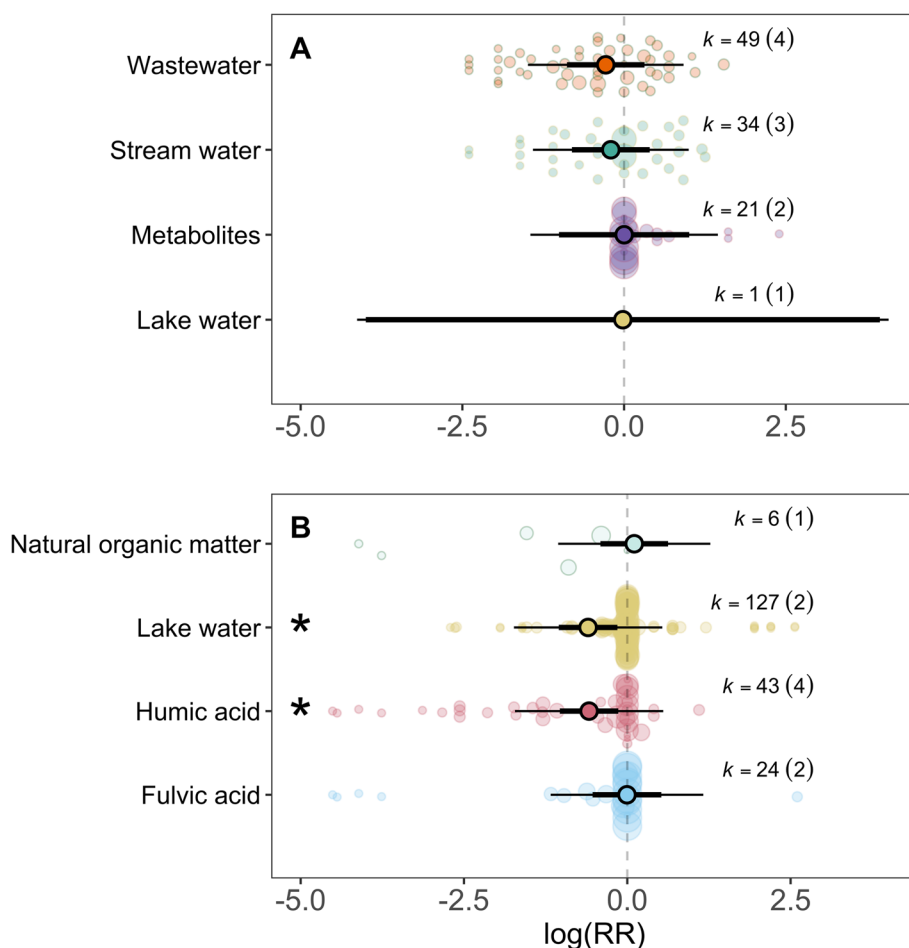 A
Wastewater
k = 49 (4)
Stream water
k = 34 (3)
Metabolites
k = 21 (2)
Lake water
k = 1 (1)
-5.0 -2.5 0.0 2.5
B
Natural organic matter
k = 6 (1)
Lake water
*
k = 127 (2)
Humic acid
*
k = 43 (4)
Fulvic acid
k = 24 (2)
-5.0 -2.5 0.0 2.5
log(RR)